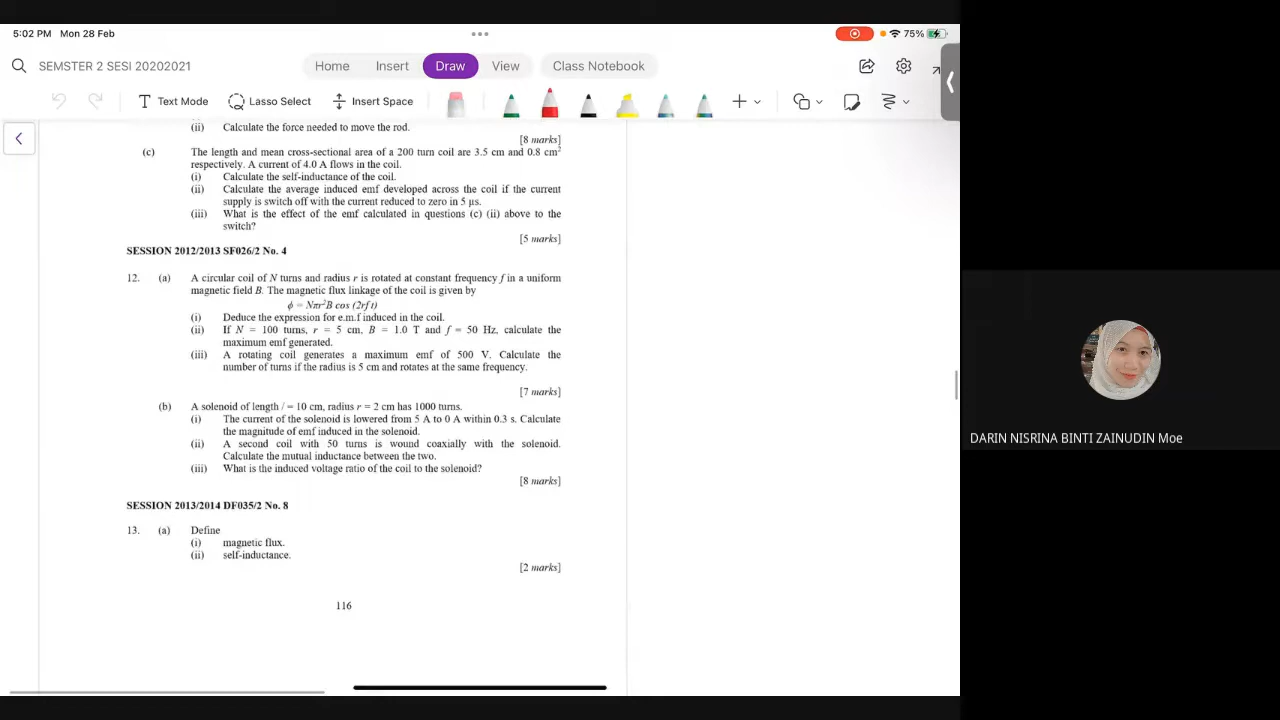 5:02 PM Mon 28 Feb
75%
SEMSTER 2 SESI 20202021
Home Insert Draw View Class Notebook
Text Mode Lasso Select Insert Space
(ii) Calculate the force needed to move the rod.
[8 marks]
(c) The length and mean cross-sectional area of a 200 turn coil are 3.5 cm and 0.8 cm²
respectively. A current of 4.0 A flows in the coil.
(i) Calculate the self-inductance of the coil.
(ii) Calculate the average induced emf developed across the coil if the current
supply is switch off with the current reduced to zero in 5 μs.
(iii) What is the effect of the emf calculated in questions (c) (ii) above to the
switch?
[5 marks]
SESSION 2012/2013 SF026/2 No. 4
12. (a) A circular coil of N turns and radius r is rotated at constant frequency f in a uniform
magnetic field B. The magnetic flux linkage of the coil is given by
ϕ = Nπr²B cos (2πf t)
(i) Deduce the expression for e.m.f induced in the coil.
(ii) If N = 100 turns, r = 5 cm, B = 1.0 T and f = 50 Hz, calculate the
maximum emf generated.
(iii) A rotating coil generates a maximum emf of 500 V. Calculate the
number of turns if the radius is 5 cm and rotates at the same frequency.
[7 marks]
(b) A solenoid of length l = 10 cm, radius r = 2 cm has 1000 turns.
(i) The current of the solenoid is lowered from 5 A to 0 A within 0.3 s. Calculate
the magnitude of emf induced in the solenoid.
(ii) A second coil with 50 turns is wound coaxially with the solenoid.
Calculate the mutual inductance between the two.
(iii) What is the induced voltage ratio of the coil to the solenoid?
[8 marks]
SESSION 2013/2014 DF035/2 No. 8
13. (a) Define
(i) magnetic flux.
(ii) self-inductance.
[2 marks]
116
DARIN NISRINA BINTI ZAINUDIN Moe